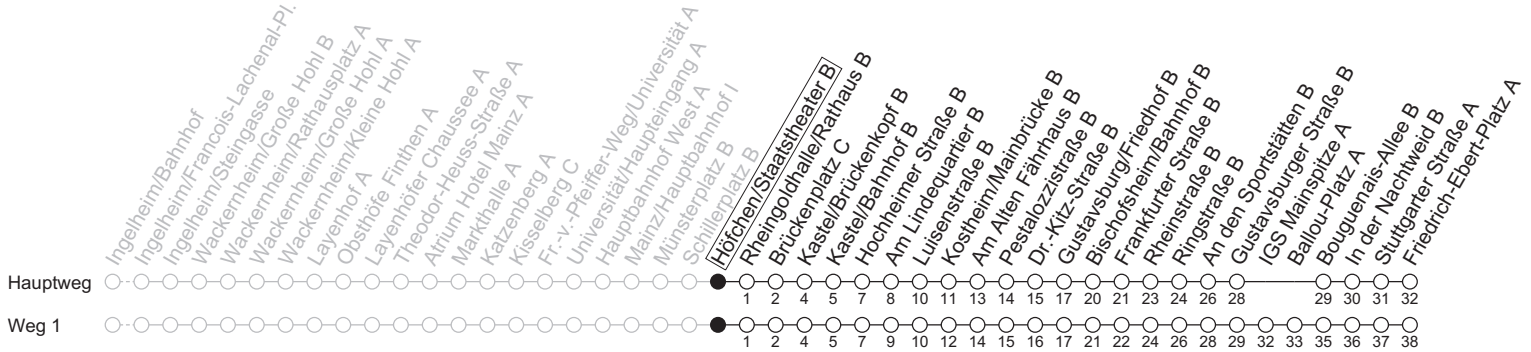 Ingelheim/Bahnhof
Ingelheim/Francois-Lachenal-Pl.
Ingelheim/Steingasse
Wackernheim/Große Hohl B
Wackernheim/Rathausplatz A
Wackernheim/Große Hohl A
Wackernheim/Kleine Hohl A
Layenhof A
Obsthöfe Finthen A
Layenhöfer Chaussee A
Theodor-Heuss-Straße A
Atrium Hotel Mainz A
Markthalle A
Katzenberg A
Kisselberg C
Fr.-v.-Pfeiffer-Weg/Universität A
Universität/Haupteingang A
Hauptbahnhof West A
Mainz/Hauptbahnhof I
Münsterplatz B
Schillerplatz B
Höfchen/Staatstheater B
Rheingoldhalle/Rathaus B
Brückenplatz C
Kastel/Brückenkopf B
Kastel/Bahnhof B
Hochheimer Straße B
Am Lindequartier B
Luisenstraße B
Kostheim/Mainbrücke B
Am Alten Fährhaus B
Pestalozzistraße B
Dr.-Kitz-Straße B
Gustavsburg/Friedhof B
Bischofsheim/Bahnhof B
Frankfurter Straße B
Rheinstraße B
Ringstraße B
An den Sportstätten B
Gustavsburger Straße B
IGS Mainspitze A
Ballou-Platz A
Bouguenais-Allee B
In der Nachtweid B
Stuttgarter Straße A
Friedrich-Ebert-Platz A
Hauptweg
1 2 4 5 7 8 10 11 13 14 15 17 20 21 23 24 26 28 29 30 31 32
Weg 1
1 2 4 5 7 9 10 12 14 15 16 17 21 22 24 26 28 29 32 33 35 36 37 38